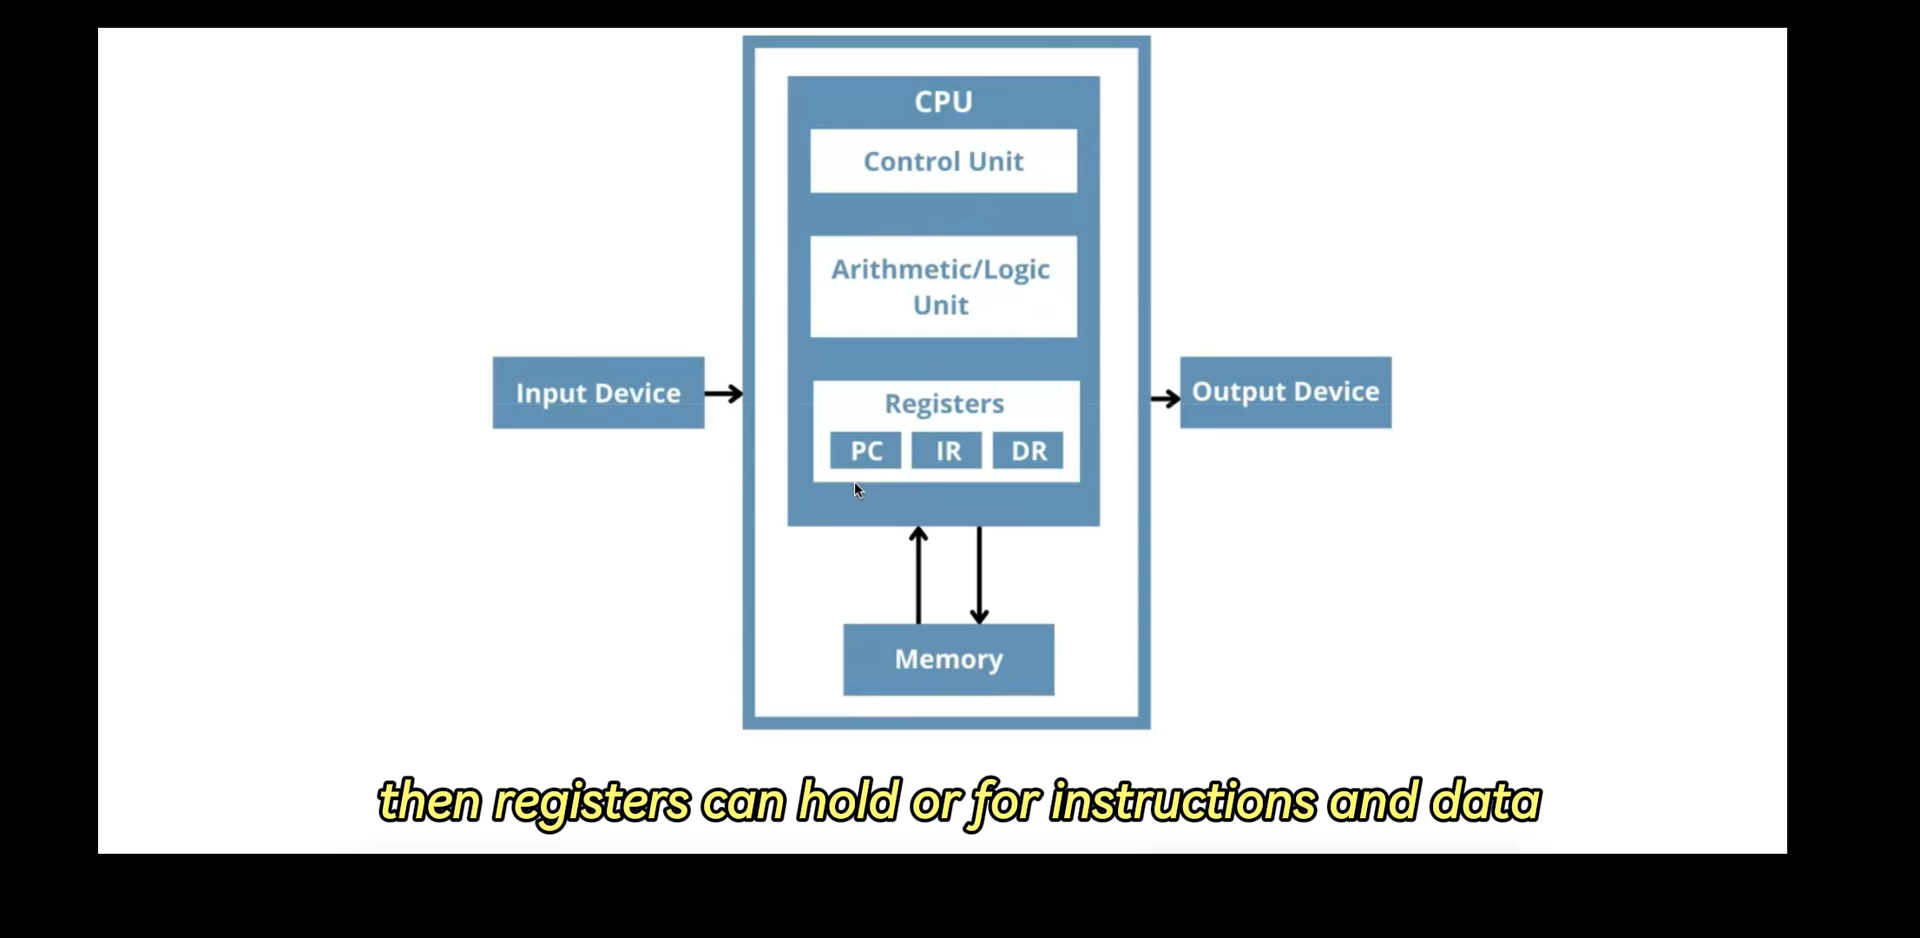 CPU
Control Unit
Arithmetic/Logic
Unit
Registers
PC IR DR
Input Device
Output Device
Memory
then registers can hold or for instructions and data